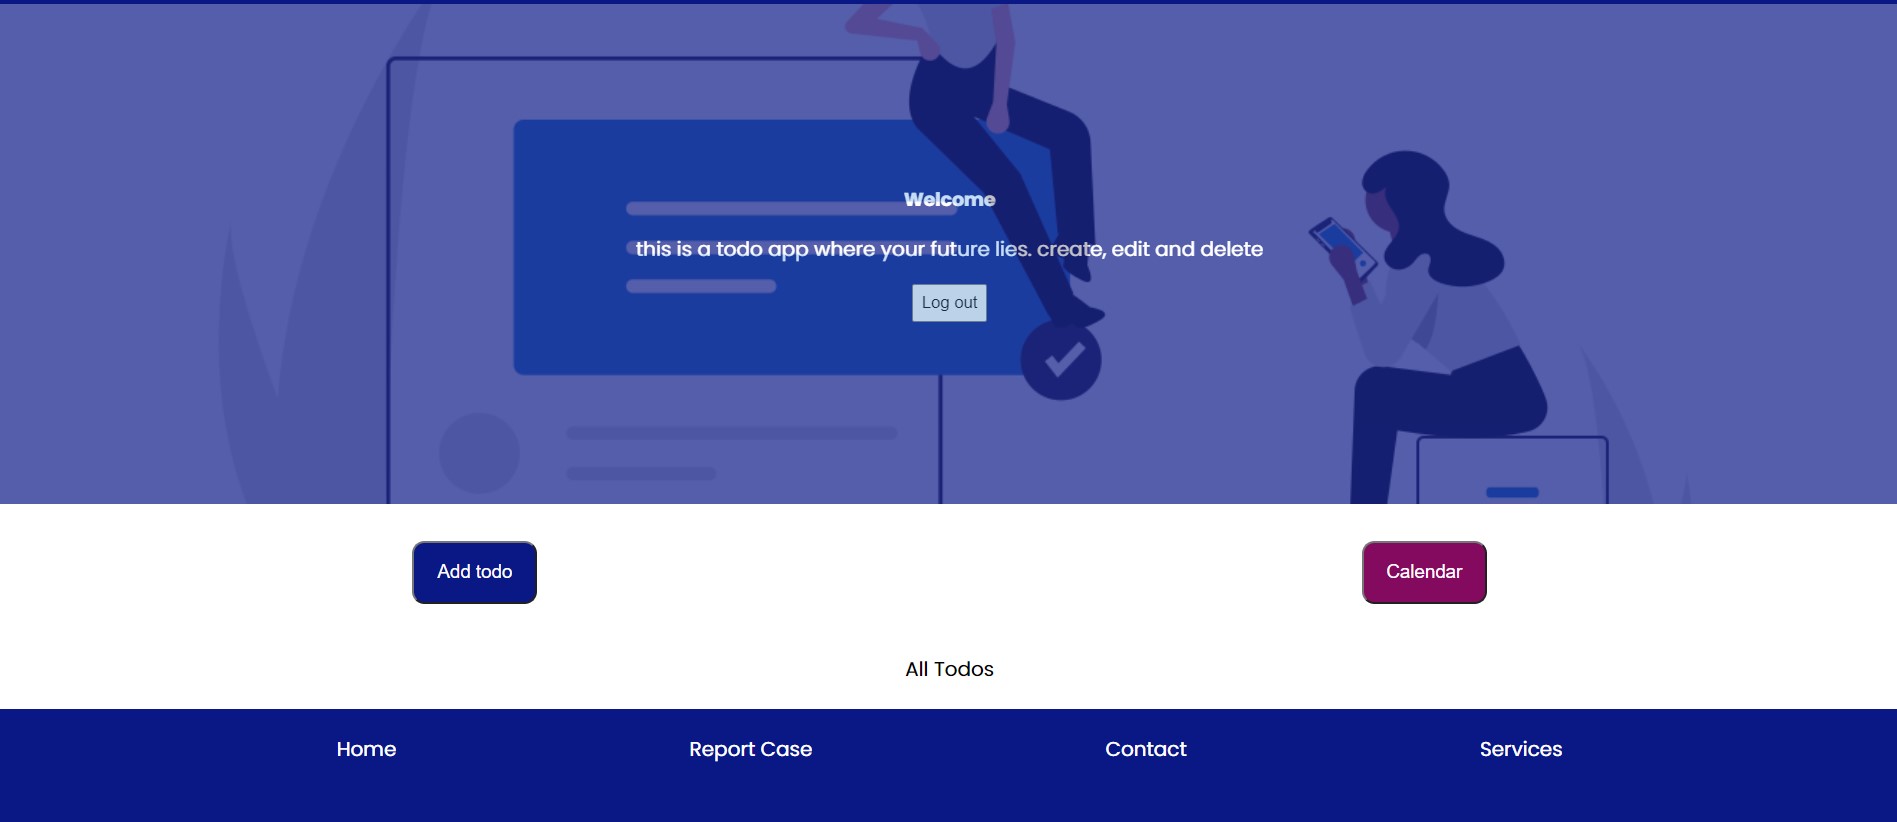 Welcome
this is a todo app where your future lies. create, edit and delete
Log out
Add todo
Calendar
All Todos
Home
Report Case
Contact
Services